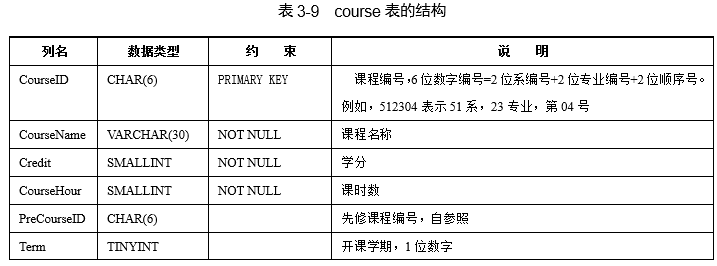 表 3-9 course 表的结构
列名 数据类型 约 束 说 明
CourseID CHAR(6) PRIMARY KEY 课程编号，6 位数字编号=2 位系编号+2 位专业编号+2 位顺序号。
例如，512304 表示 51 系，23 专业，第 04 号
CourseName VARCHAR(30) NOT NULL 课程名称
Credit SMALLINT NOT NULL 学分
CourseHour SMALLINT NOT NULL 课时数
PreCourseID CHAR(6) 先修课程编号，自参照
Term TINYINT 开课学期，1 位数字